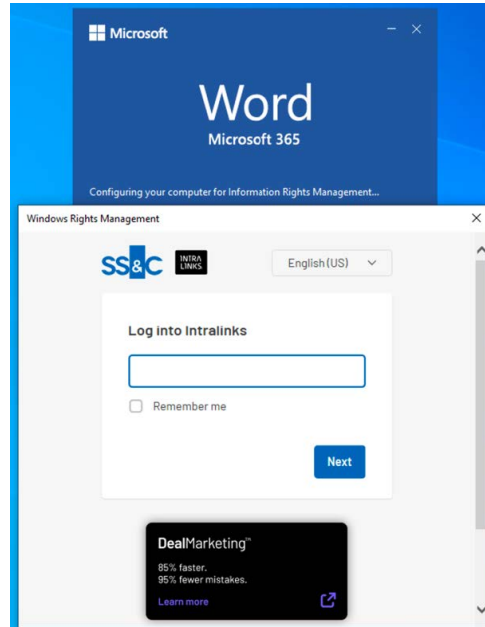 Microsoft
Word
Microsoft 365
Configuring your computer for Information Rights Management...
Windows Rights Management
SS&C INTRA
LINKS
English (US)
Log into Intralinks
Remember me
Next
DealMarketing™
85% faster.
95% fewer mistakes.
Learn more